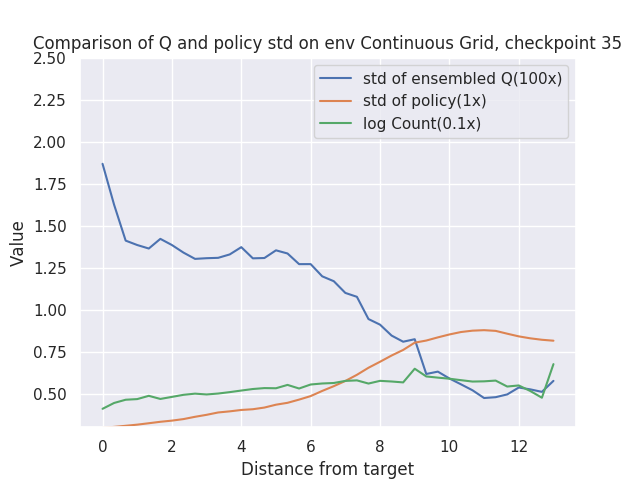 Comparison of Q and policy std on env Continuous Grid, checkpoint 35
2.50
2.25
2.00
1.75
1.50
1.25
1.00
0.75
0.50
Value
std of ensembled Q(100x)
std of policy(1x)
log Count(0.1x)
0 2 4 6 8 10 12
Distance from target